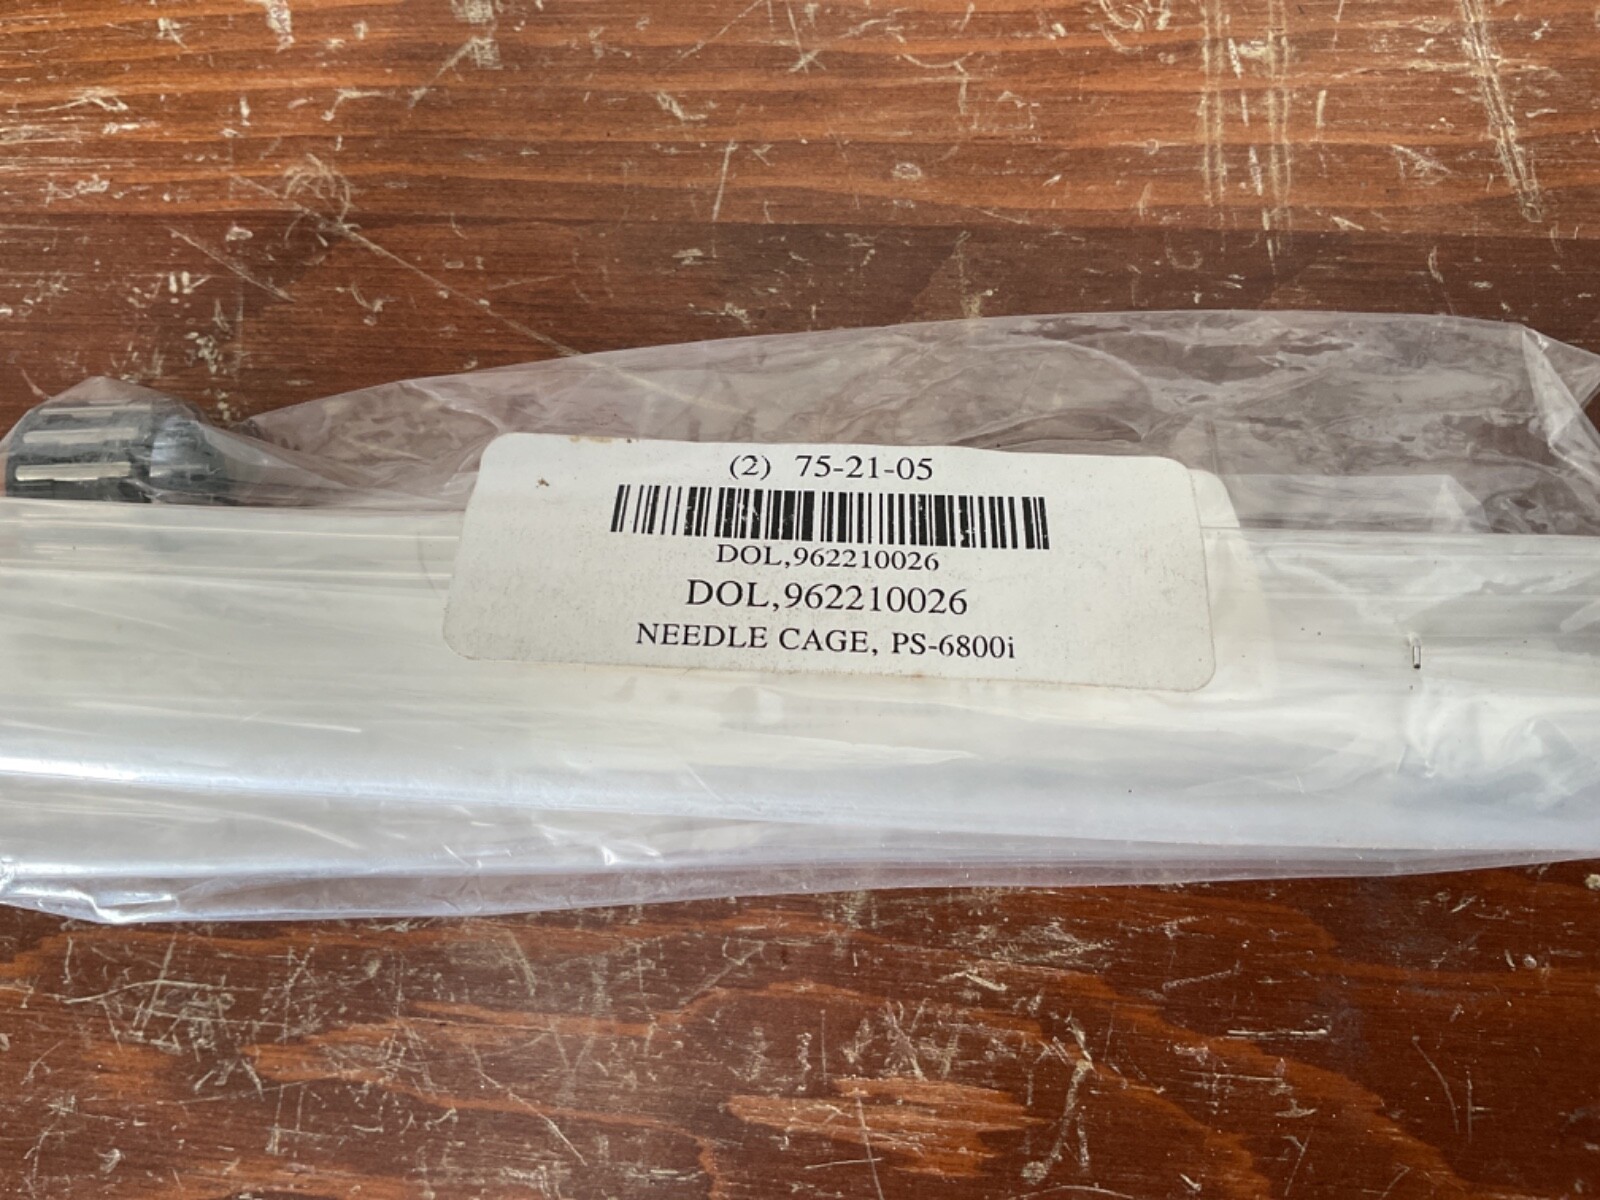 (2) 75-21-05
DOL,962210026
DOL,962210026
NEEDLE CAGE, PS-6800i